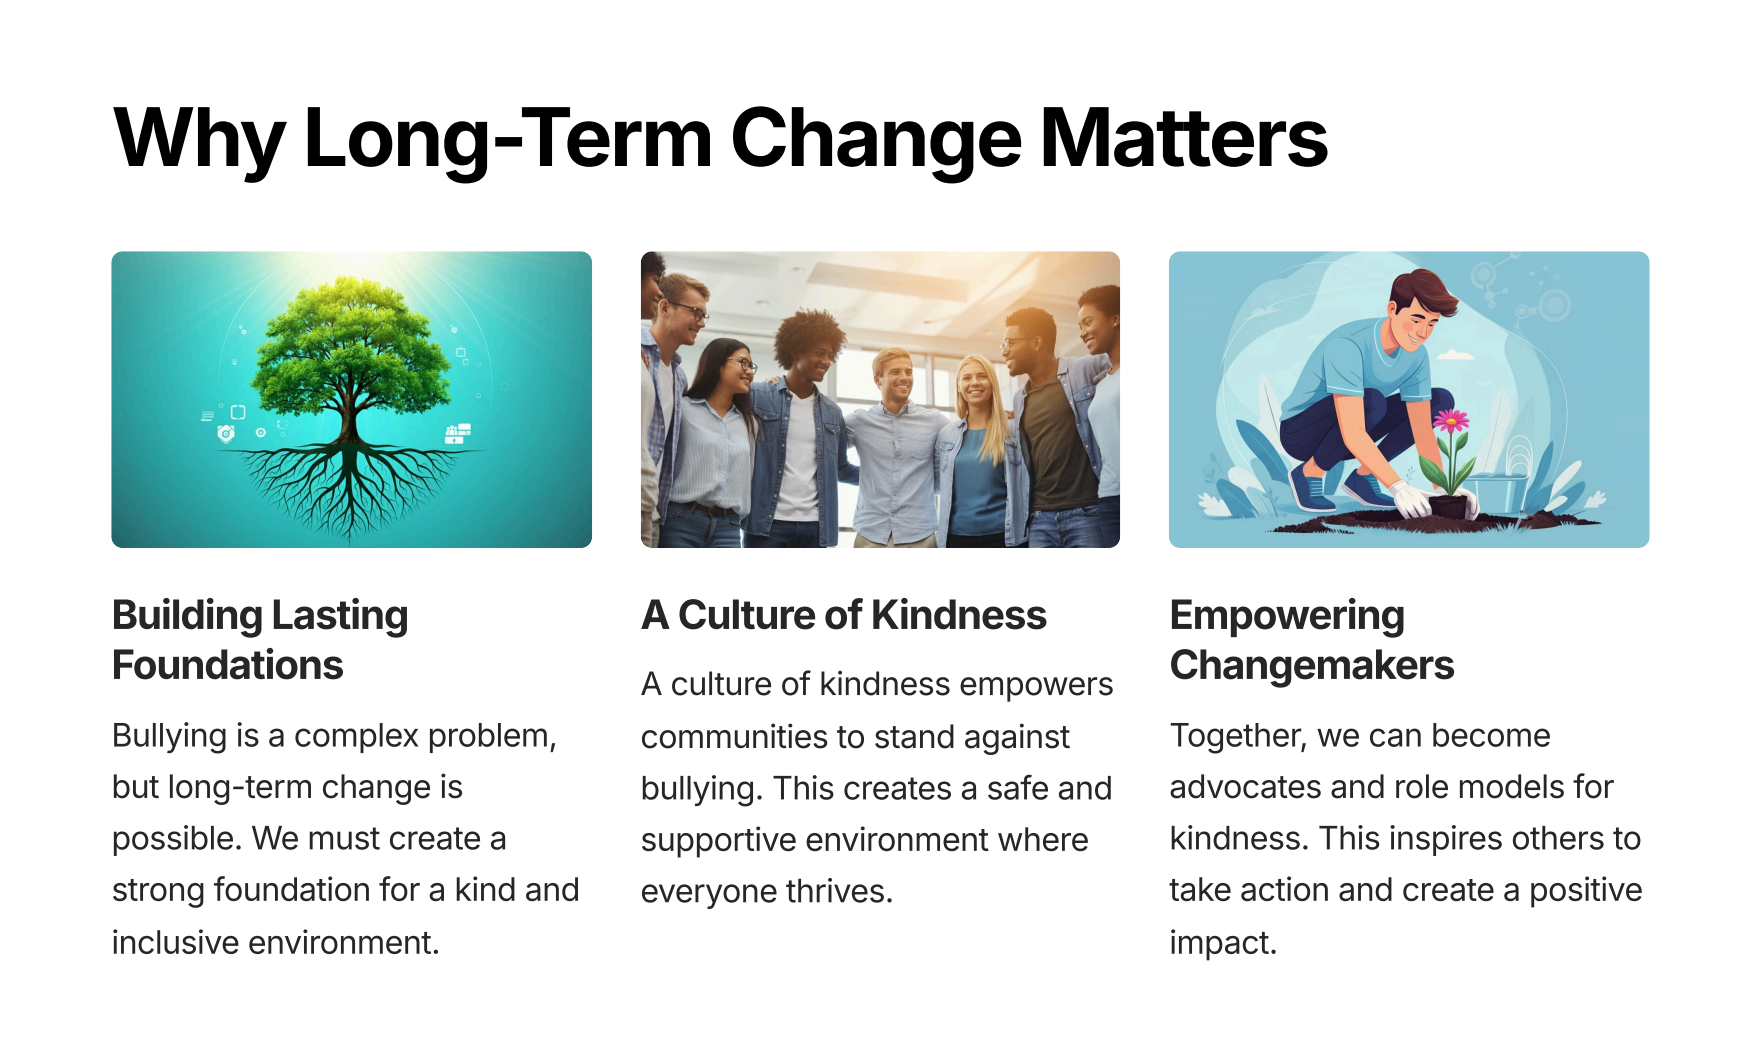 Why Long-Term Change Matters
Building Lasting
Foundations
Bullying is a complex problem,
but long-term change is
possible. We must create a
strong foundation for a kind and
inclusive environment.
A Culture of Kindness
A culture of kindness empowers
communities to stand against
bullying. This creates a safe and
supportive environment where
everyone thrives.
Empowering
Changemakers
Together, we can become
advocates and role models for
kindness. This inspires others to
take action and create a positive
impact.